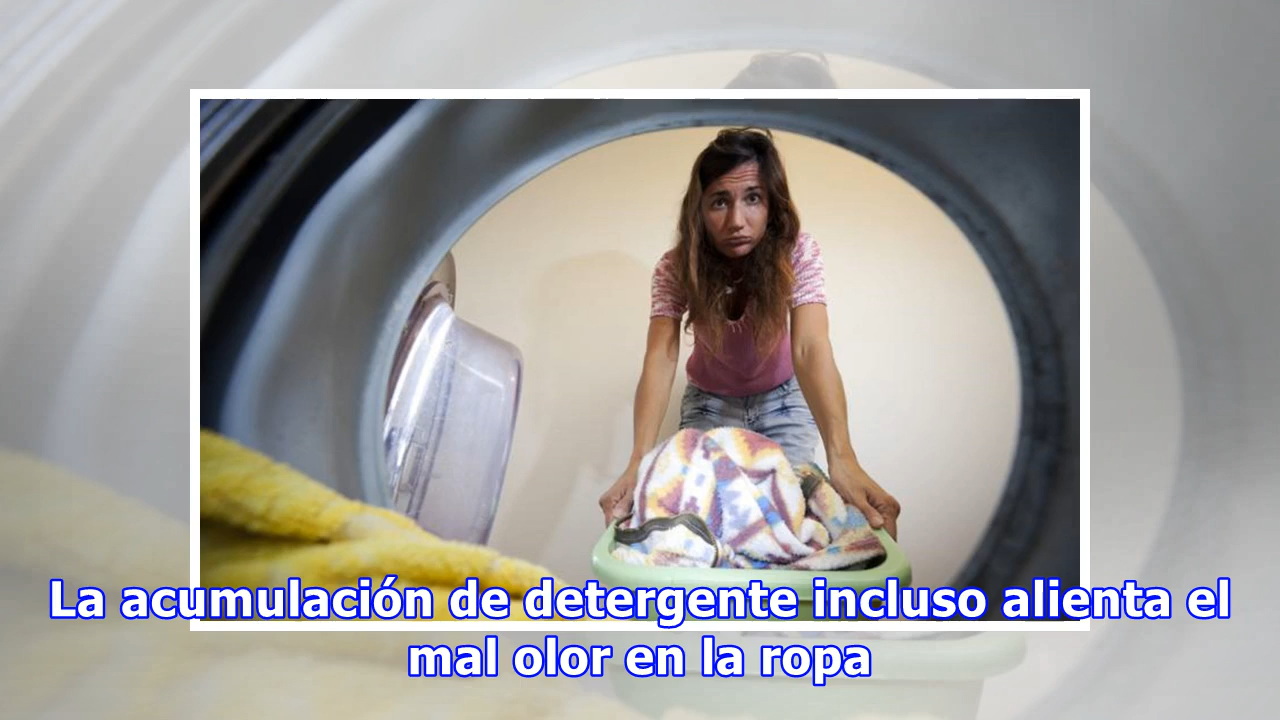 La acumulación de detergente incluso alienta el
mal olor en la ropa